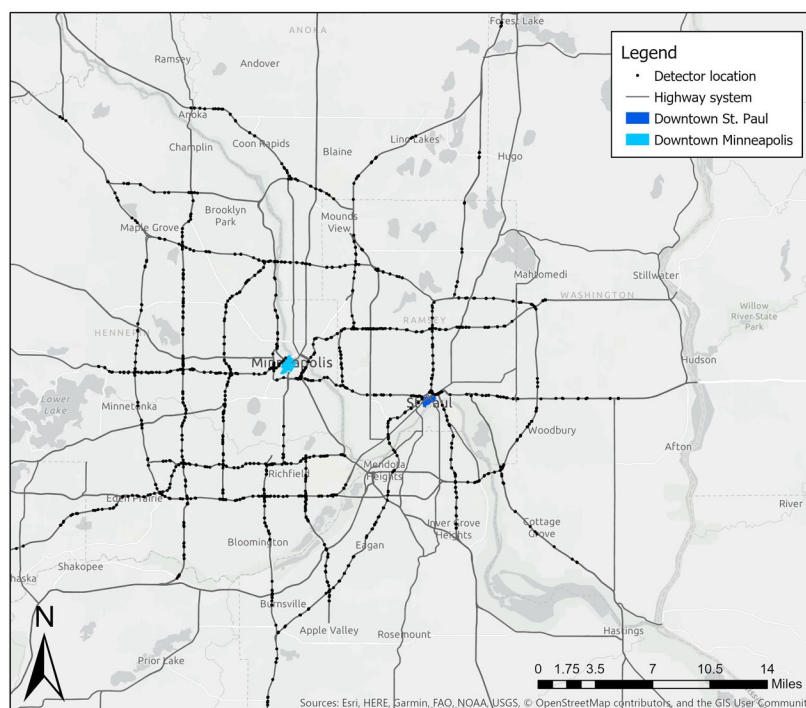 Forest Lake
ANOKA
Ramsey
Andover
Legend
Detector location
Highway system
Downtown St. Paul
Downtown Minneapolis
Anoka
Champlin
Coon Rapids
Blaine
Lino Lakes
Hugo
Brooklyn
Park
Maple Grove
Mounds
View
Mahtomedi
Stillwater
WASHINGTON
RAMSEY
Willow
River State
Park
HENNEPI
Minneapolis
Hudson
Lower
Lake
Minnetonka
St. Paul
Woodbury
Afton
Mendota
Heights
Richfield
Eden Prairie
River
Bloomington
Inver Grove
Heights
Cottage
Grove
Eagan
Shakopee
haska
Burnsville
Apple Valley
Rosemount
Hastings
N
Prior Lake
0 1.75 3.5 7 10.5 14
Miles
Sources: Esri, HERE, Garmin, FAO, NOAA, USGS, © OpenStreetMap contributors, and the GIS User Communit